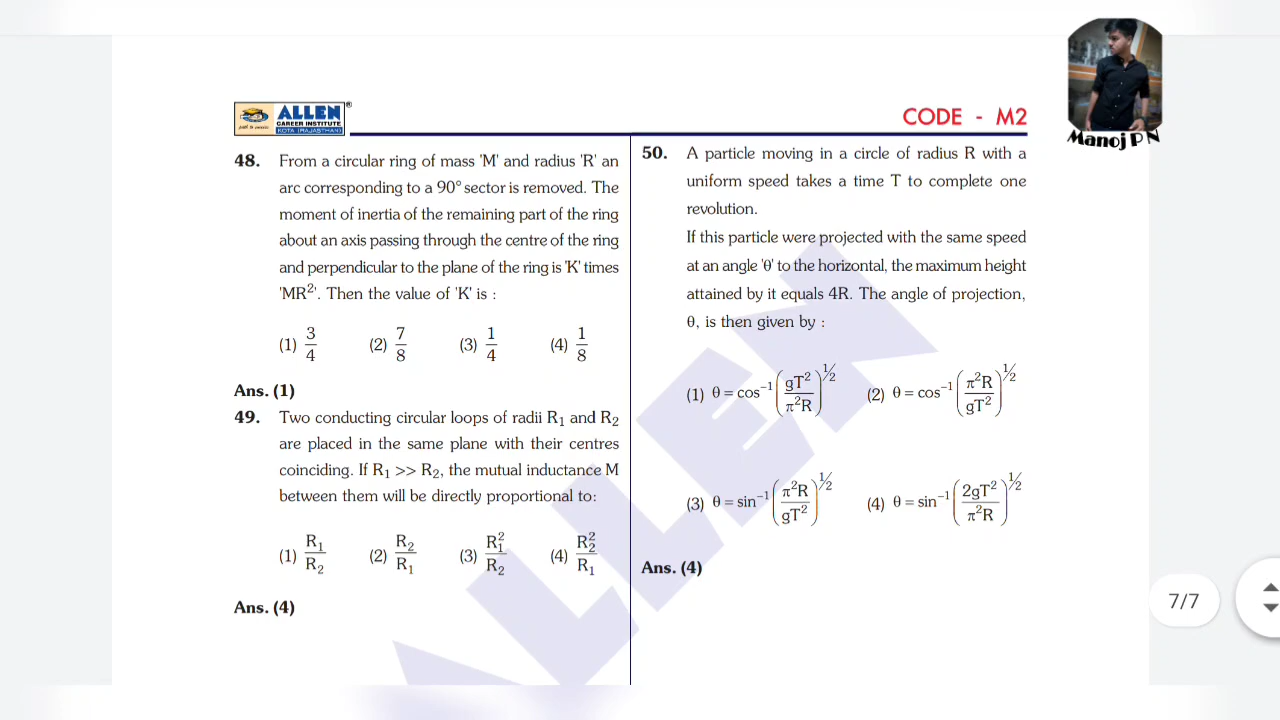 ALLEN®
CAREER INSTITUTE
KOTA (RAJASTHAN)
CODE - M2
Manoj PN
48. From a circular ring of mass 'M' and radius 'R' an
arc corresponding to a 90° sector is removed. The
moment of inertia of the remaining part of the ring
about an axis passing through the centre of the ring
and perpendicular to the plane of the ring is 'K' times
'MR²'. Then the value of 'K' is :
(1) 3/4 (2) 7/8 (3) 1/4 (4) 1/8
Ans. (1)
49. Two conducting circular loops of radii R₁ and R₂
are placed in the same plane with their centres
coinciding. If R₁ >> R₂, the mutual inductance M
between them will be directly proportional to:
(1) R₁/R₂ (2) R₂/R₁ (3) R₁²/R₂ (4) R₂²/R₁
Ans. (4)
50. A particle moving in a circle of radius R with a
uniform speed takes a time T to complete one
revolution.
If this particle were projected with the same speed
at an angle 'θ' to the horizontal, the maximum height
attained by it equals 4R. The angle of projection,
θ, is then given by :
(1) θ = cos⁻¹ (gT²/π²R)^½ (2) θ = cos⁻¹ (π²R/gT²)^½
(3) θ = sin⁻¹ (π²R/gT²)^½ (4) θ = sin⁻¹ (2gT²/π²R)^½
Ans. (4)
ALLEN
7/7